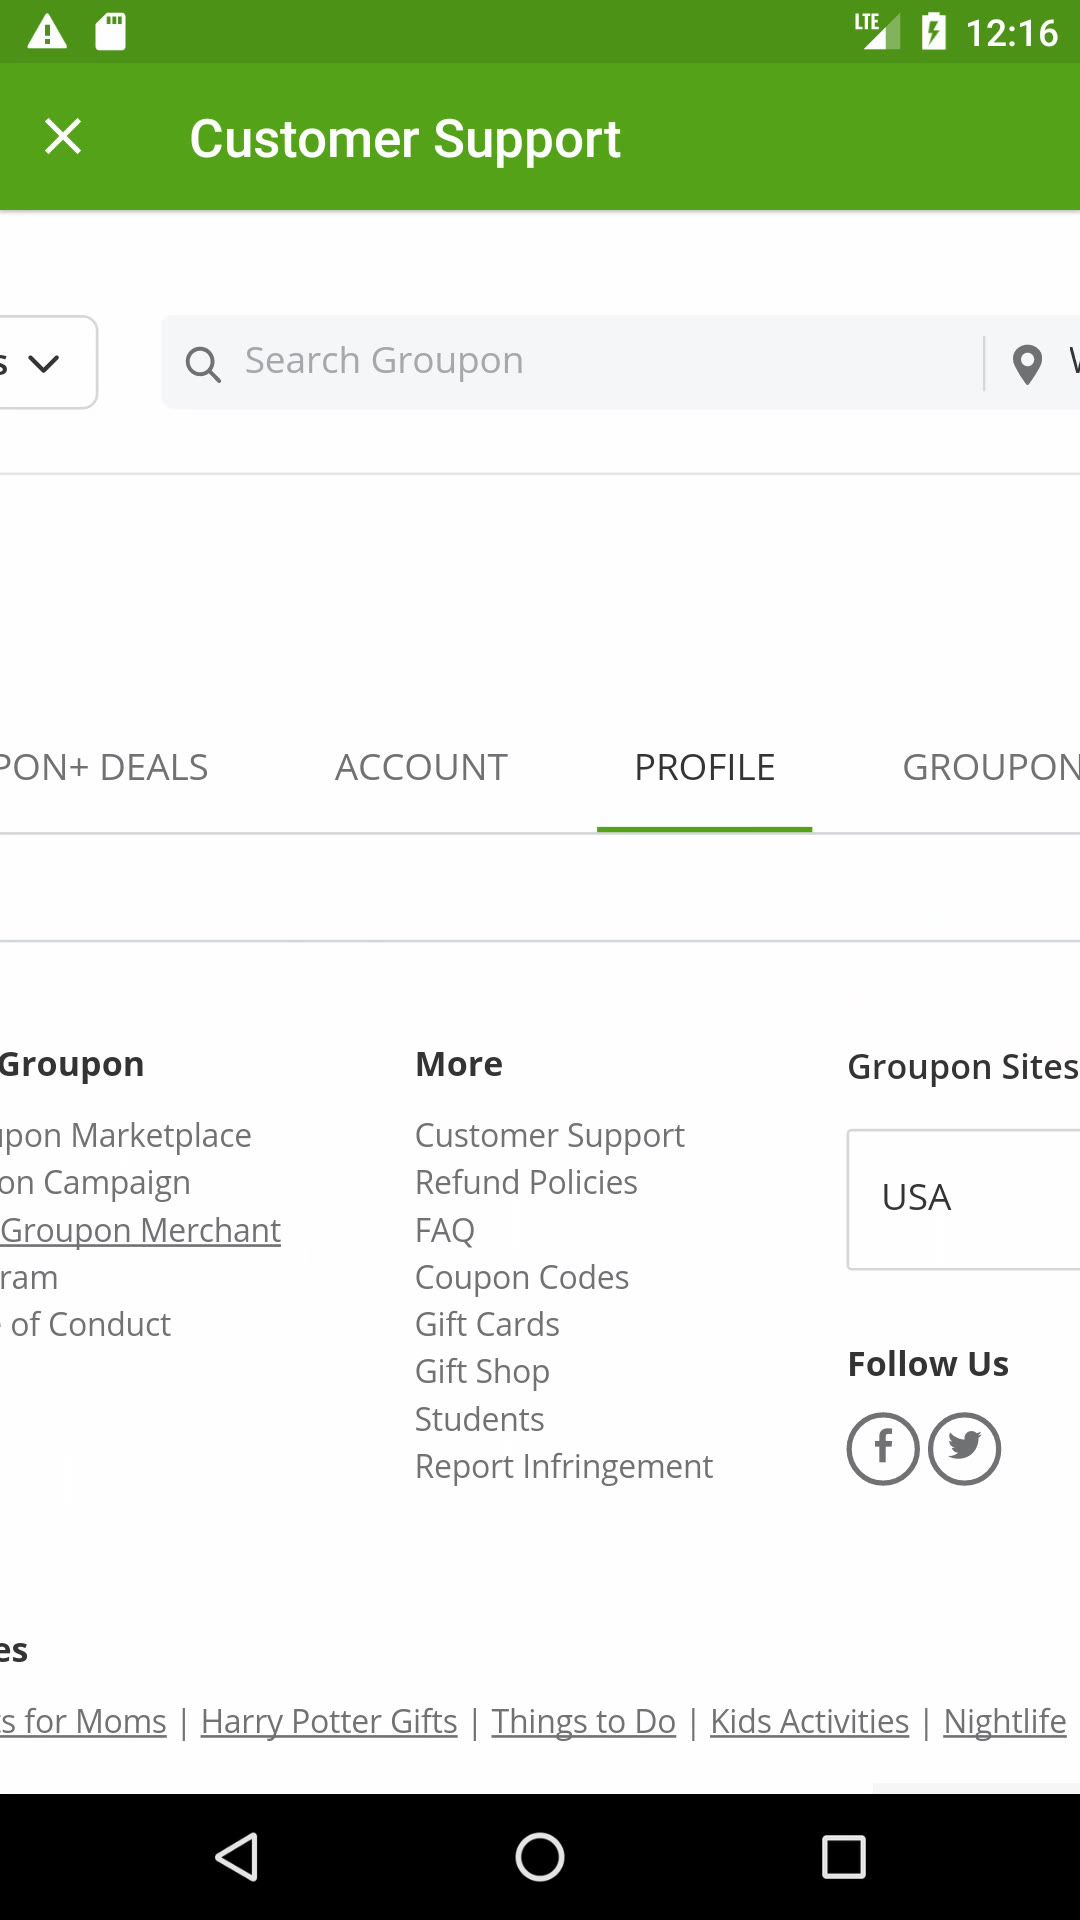 LTE 12:16
Customer Support
s Search Groupon
PON+ DEALS ACCOUNT PROFILE GROUPON
Groupon
upon Marketplace
on Campaign
Groupon Merchant
ram
of Conduct
More
Customer Support
Refund Policies
FAQ
Coupon Codes
Gift Cards
Gift Shop
Students
Report Infringement
Groupon Sites
USA
Follow Us
es
s for Moms | Harry Potter Gifts | Things to Do | Kids Activities | Nightlife